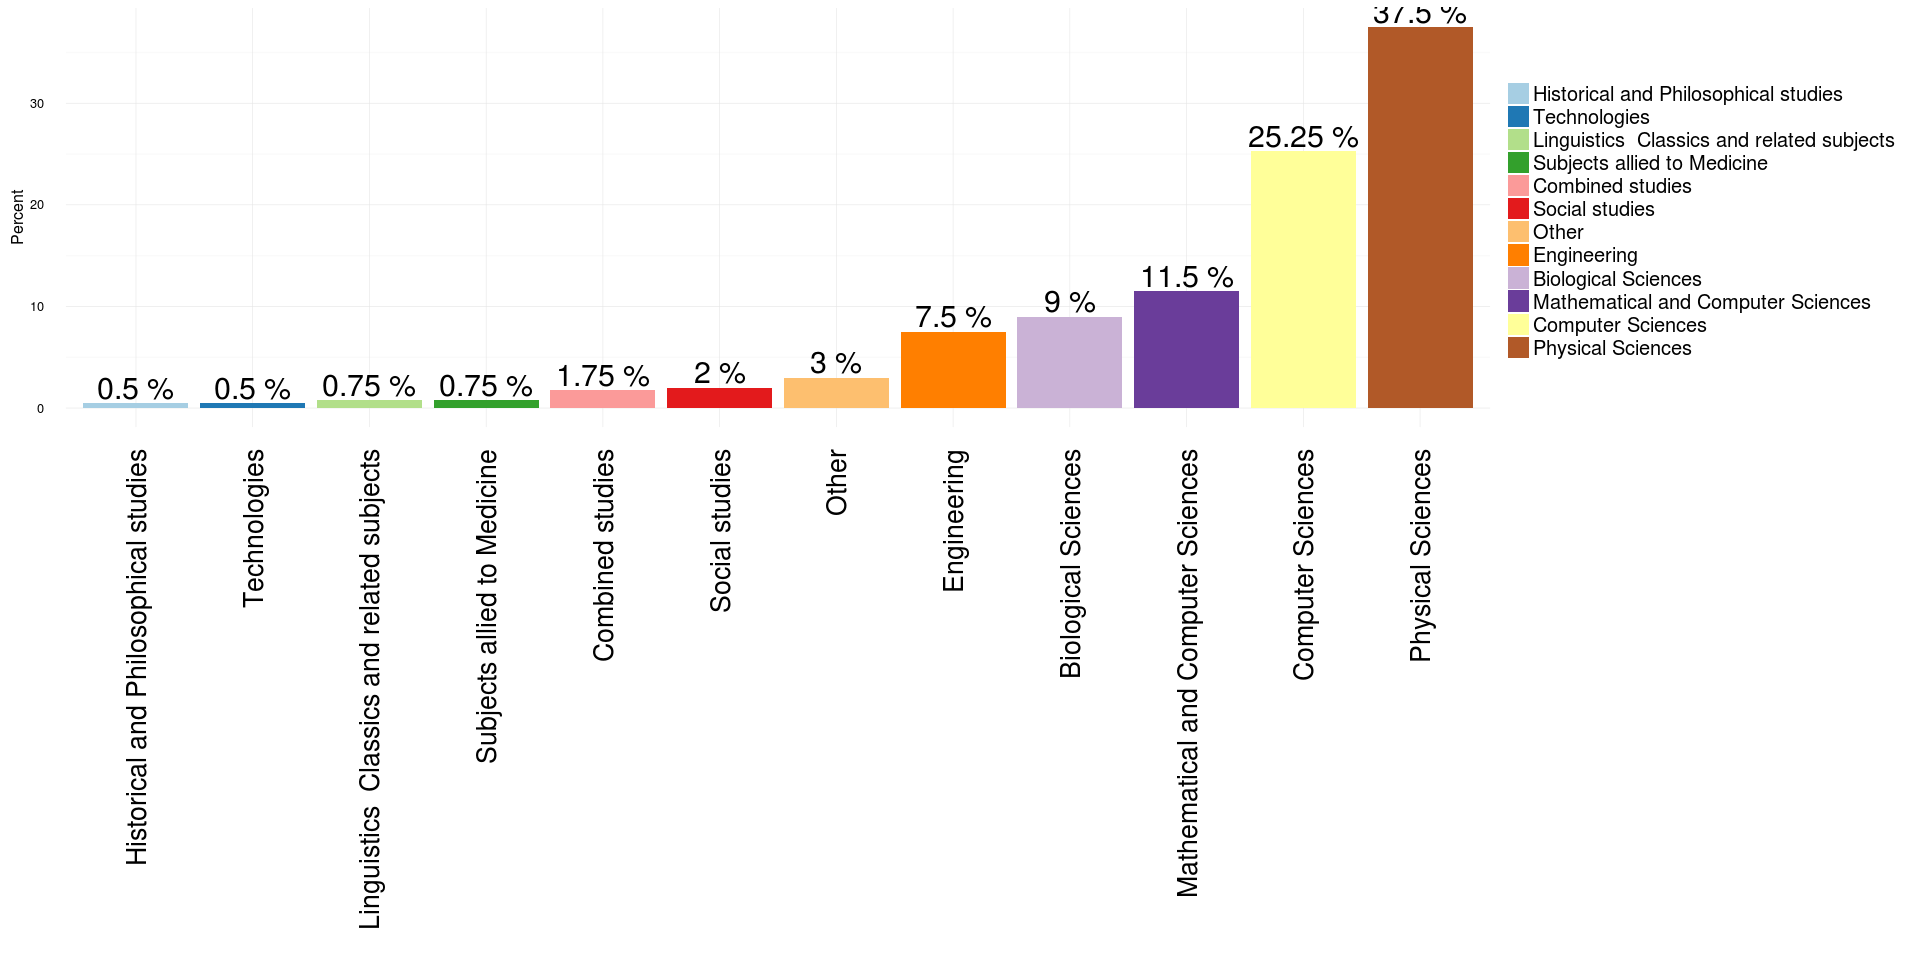 37.5 %
30
25.25 %
20
Percent
11.5 %
10
9 %
7.5 %
3 %
2 %
1.75 %
0.75 %
0.75 %
0.5 %
0.5 %
0
Historical and Philosophical studies
Technologies
Linguistics  Classics and related subjects
Subjects allied to Medicine
Combined studies
Social studies
Other
Engineering
Biological Sciences
Mathematical and Computer Sciences
Computer Sciences
Physical Sciences
Historical and Philosophical studies
Technologies
Linguistics  Classics and related subjects
Subjects allied to Medicine
Combined studies
Social studies
Other
Engineering
Biological Sciences
Mathematical and Computer Sciences
Computer Sciences
Physical Sciences